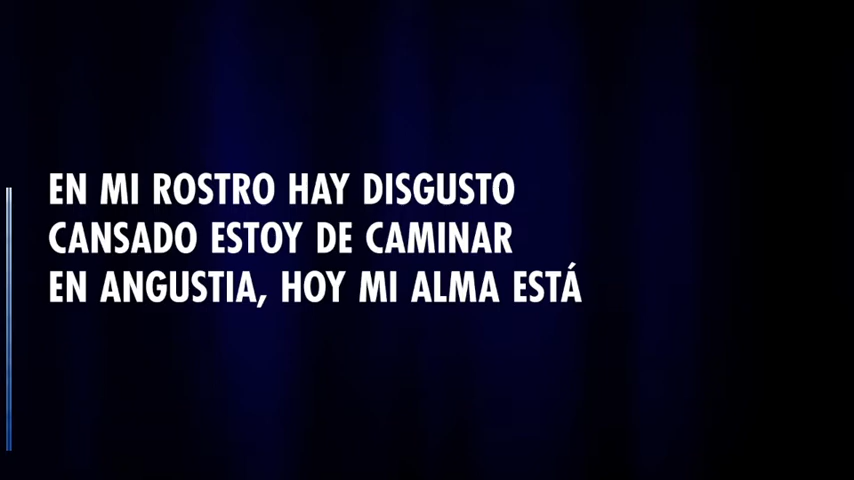 EN MI ROSTRO HAY DISGUSTO
CANSADO ESTOY DE CAMINAR
EN ANGUSTIA, HOY MI ALMA ESTÁ